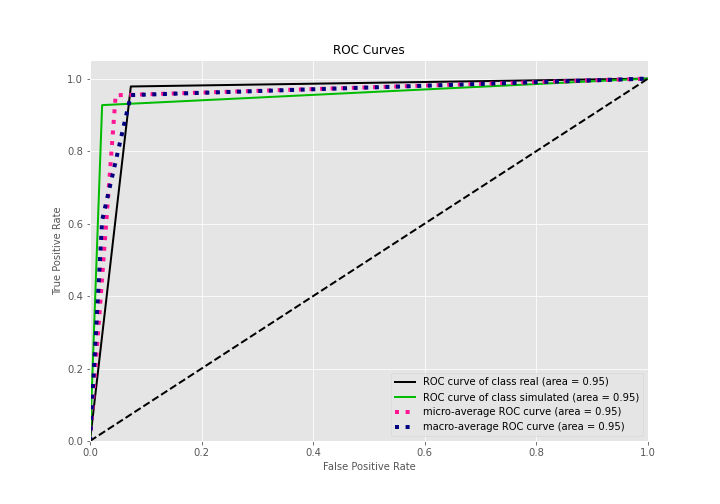 ROC Curves
True Positive Rate
1.0
0.8
0.6
0.4
0.2
0.0
0.0 0.2 0.4 0.6 0.8 1.0
False Positive Rate
ROC curve of class real (area = 0.95)
ROC curve of class simulated (area = 0.95)
micro-average ROC curve (area = 0.95)
macro-average ROC curve (area = 0.95)